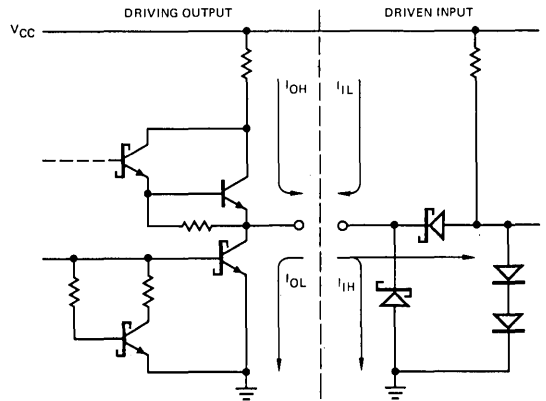 DRIVING OUTPUT
DRIVEN INPUT
VCC
IOH
IIL
IOL
IIH